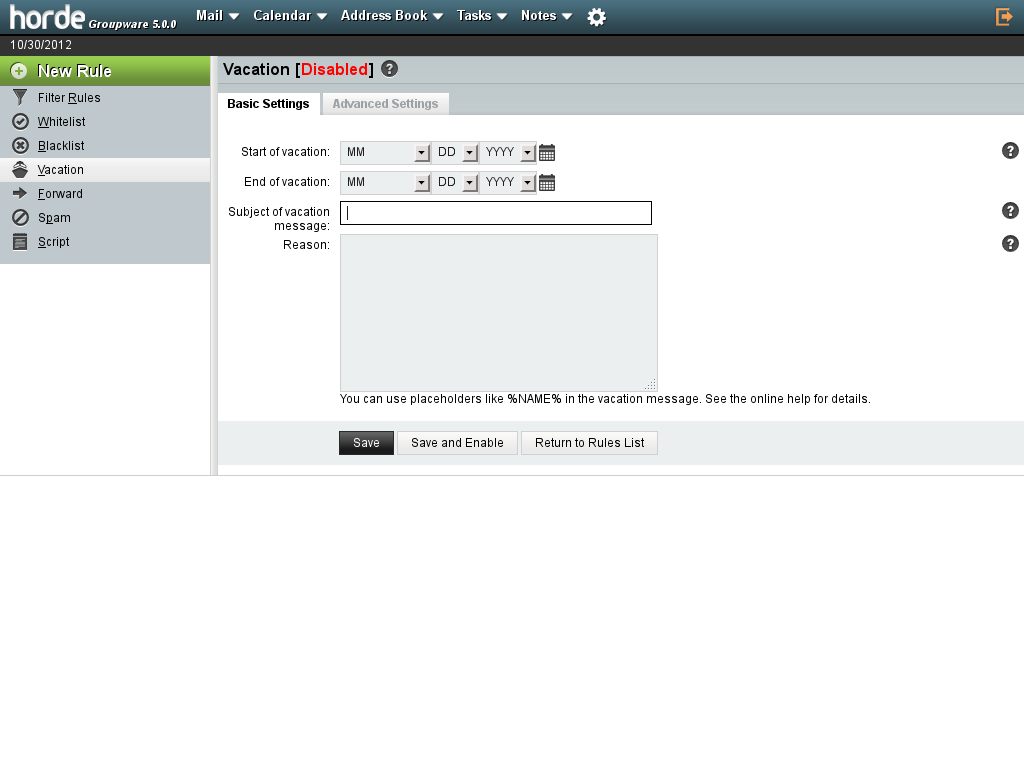 horde Groupware 5.0.0 Mail Calendar Address Book Tasks Notes
10/30/2012
New Rule
Filter Rules
Whitelist
Blacklist
Vacation
Forward
Spam
Script
Vacation [Disabled] ?
Basic Settings Advanced Settings
Start of vacation: MM DD YYYY ?
End of vacation: MM DD YYYY
Subject of vacation
message: ?
Reason: ?
You can use placeholders like %NAME% in the vacation message. See the online help for details.
Save Save and Enable Return to Rules List